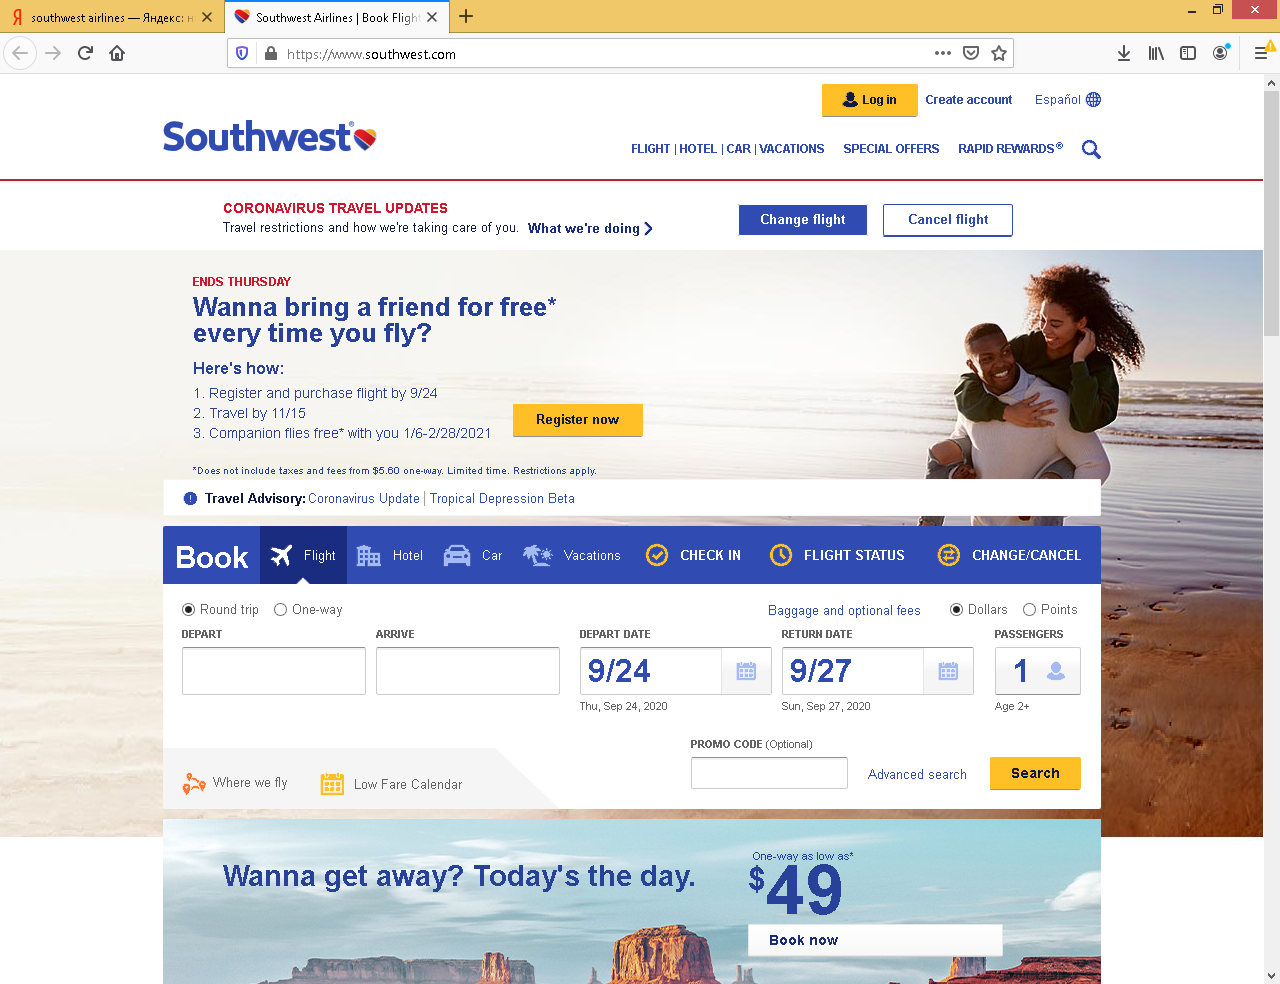 southwest airlines — Яндекс: н
Southwest Airlines | Book Fligh
https://www.southwest.com
Log in
Create account
Español
Southwest®
FLIGHT | HOTEL | CAR | VACATIONS
SPECIAL OFFERS
RAPID REWARDS®
CORONAVIRUS TRAVEL UPDATES
Travel restrictions and how we're taking care of you. What we're doing
Change flight
Cancel flight
ENDS THURSDAY
Wanna bring a friend for free*
every time you fly?
Here's how:
1. Register and purchase flight by 9/24
2. Travel by 11/15
3. Companion flies free* with you 1/6-2/28/2021
Register now
*Does not include taxes and fees from $5.60 one-way. Limited time. Restrictions apply.
Travel Advisory: Coronavirus Update | Tropical Depression Beta
Book
Flight
Hotel
Car
Vacations
CHECK IN
FLIGHT STATUS
CHANGE/CANCEL
Round trip
One-way
Baggage and optional fees
Dollars
Points
DEPART
ARRIVE
DEPART DATE
RETURN DATE
PASSENGERS
9/24
9/27
1
Thu, Sep 24, 2020
Sun, Sep 27, 2020
Age 2+
PROMO CODE (Optional)
Where we fly
Low Fare Calendar
Advanced search
Search
Wanna get away? Today's the day.
One-way as low as*
$49
Book now